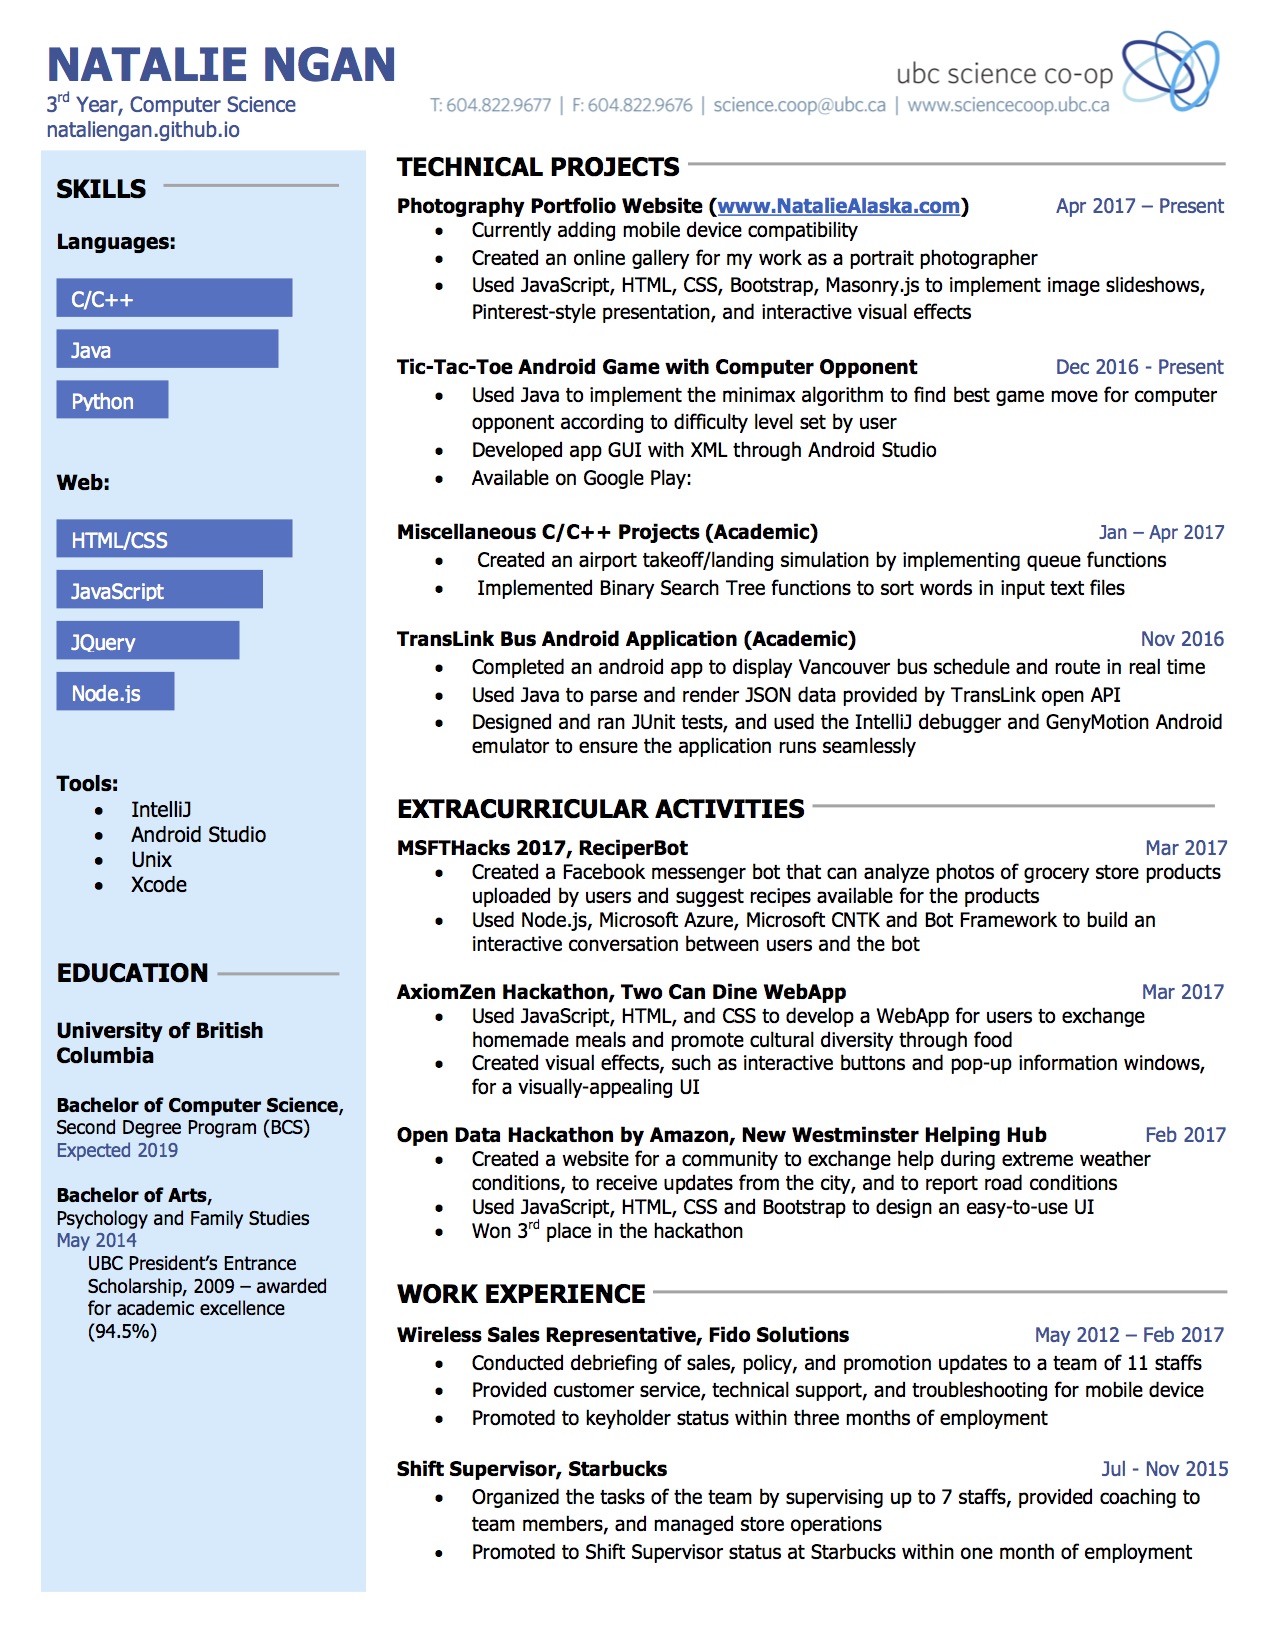 NATALIE NGAN
3rd Year, Computer Science
nataliengan.github.io
ubc science co-op
T: 604.822.9677 | F: 604.822.9676 | science.coop@ubc.ca | www.sciencecoop.ubc.ca
SKILLS
Languages:
C/C++
Java
Python
Web:
HTML/CSS
JavaScript
JQuery
Node.js
Tools:
• IntelliJ
• Android Studio
• Unix
• Xcode
EDUCATION
University of British
Columbia
Bachelor of Computer Science,
Second Degree Program (BCS)
Expected 2019
Bachelor of Arts,
Psychology and Family Studies
May 2014
UBC President’s Entrance
Scholarship, 2009 – awarded
for academic excellence
(94.5%)
TECHNICAL PROJECTS
Photography Portfolio Website (www.NatalieAlaska.com) Apr 2017 – Present
• Currently adding mobile device compatibility
• Created an online gallery for my work as a portrait photographer
• Used JavaScript, HTML, CSS, Bootstrap, Masonry.js to implement image slideshows,
Pinterest-style presentation, and interactive visual effects
Tic-Tac-Toe Android Game with Computer Opponent Dec 2016 - Present
• Used Java to implement the minimax algorithm to find best game move for computer
opponent according to difficulty level set by user
• Developed app GUI with XML through Android Studio
• Available on Google Play:
Miscellaneous C/C++ Projects (Academic) Jan – Apr 2017
• Created an airport takeoff/landing simulation by implementing queue functions
• Implemented Binary Search Tree functions to sort words in input text files
TransLink Bus Android Application (Academic) Nov 2016
• Completed an android app to display Vancouver bus schedule and route in real time
• Used Java to parse and render JSON data provided by TransLink open API
• Designed and ran JUnit tests, and used the IntelliJ debugger and GenyMotion Android
emulator to ensure the application runs seamlessly
EXTRACURRICULAR ACTIVITIES
MSFTHacks 2017, ReciperBot Mar 2017
• Created a Facebook messenger bot that can analyze photos of grocery store products
uploaded by users and suggest recipes available for the products
• Used Node.js, Microsoft Azure, Microsoft CNTK and Bot Framework to build an
interactive conversation between users and the bot
AxiomZen Hackathon, Two Can Dine WebApp Mar 2017
• Used JavaScript, HTML, and CSS to develop a WebApp for users to exchange
homemade meals and promote cultural diversity through food
• Created visual effects, such as interactive buttons and pop-up information windows,
for a visually-appealing UI
Open Data Hackathon by Amazon, New Westminster Helping Hub Feb 2017
• Created a website for a community to exchange help during extreme weather
conditions, to receive updates from the city, and to report road conditions
• Used JavaScript, HTML, CSS and Bootstrap to design an easy-to-use UI
• Won 3rd place in the hackathon
WORK EXPERIENCE
Wireless Sales Representative, Fido Solutions May 2012 – Feb 2017
• Conducted debriefing of sales, policy, and promotion updates to a team of 11 staffs
• Provided customer service, technical support, and troubleshooting for mobile device
• Promoted to keyholder status within three months of employment
Shift Supervisor, Starbucks Jul - Nov 2015
• Organized the tasks of the team by supervising up to 7 staffs, provided coaching to
team members, and managed store operations
• Promoted to Shift Supervisor status at Starbucks within one month of employment